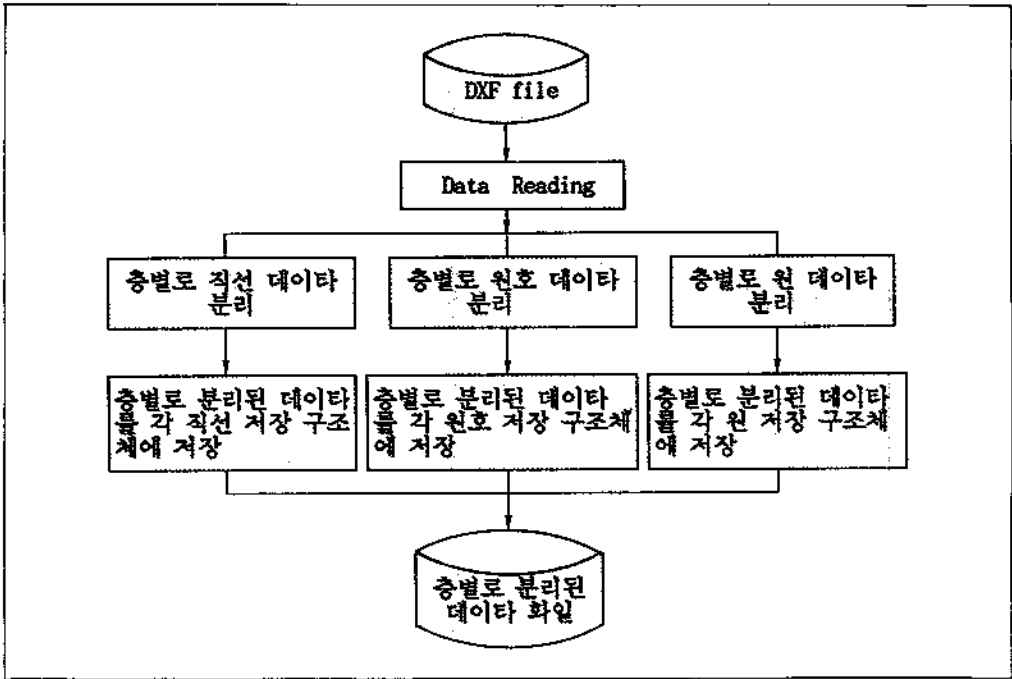 DXF file
Data Reading
층별로 직선 데이타
분리
층별로 원호 데이타
분리
층별로 원 데이타
분리
층별로 분리된 데이타
를 각 직선 저장 구조
체에 저장
층별로 분리된 데이타
를 각 원호 저장 구조체
에 저장
층별로 분리된 데이타
를 각 원 저장 구조체
에 저장
층별로 분리된
데이타 화일